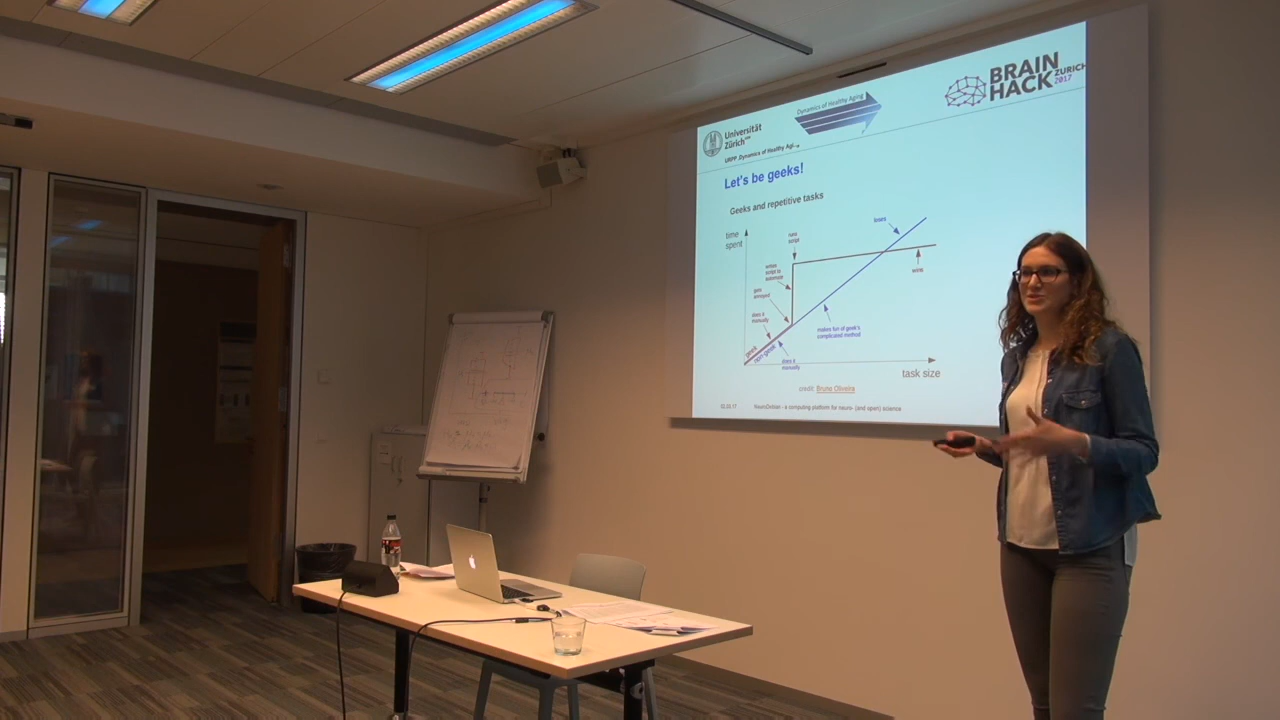 BRAIN
HACK ZURICH
2017
Dynamics of Healthy Aging
Universität
Zürich UZH
URPP Dynamics of Healthy Aging
Let's be geeks!
Geeks and repetitive tasks
time
spent
loses
runs
script
writes
script to
automate
wins
gets
annoyed
does it
manually
makes fun of geek's
complicated method
geek
non-geek
does it
manually
task size
credit: Bruno Oliveira
NeuroDebian - a computing platform for neuro- (and open) science